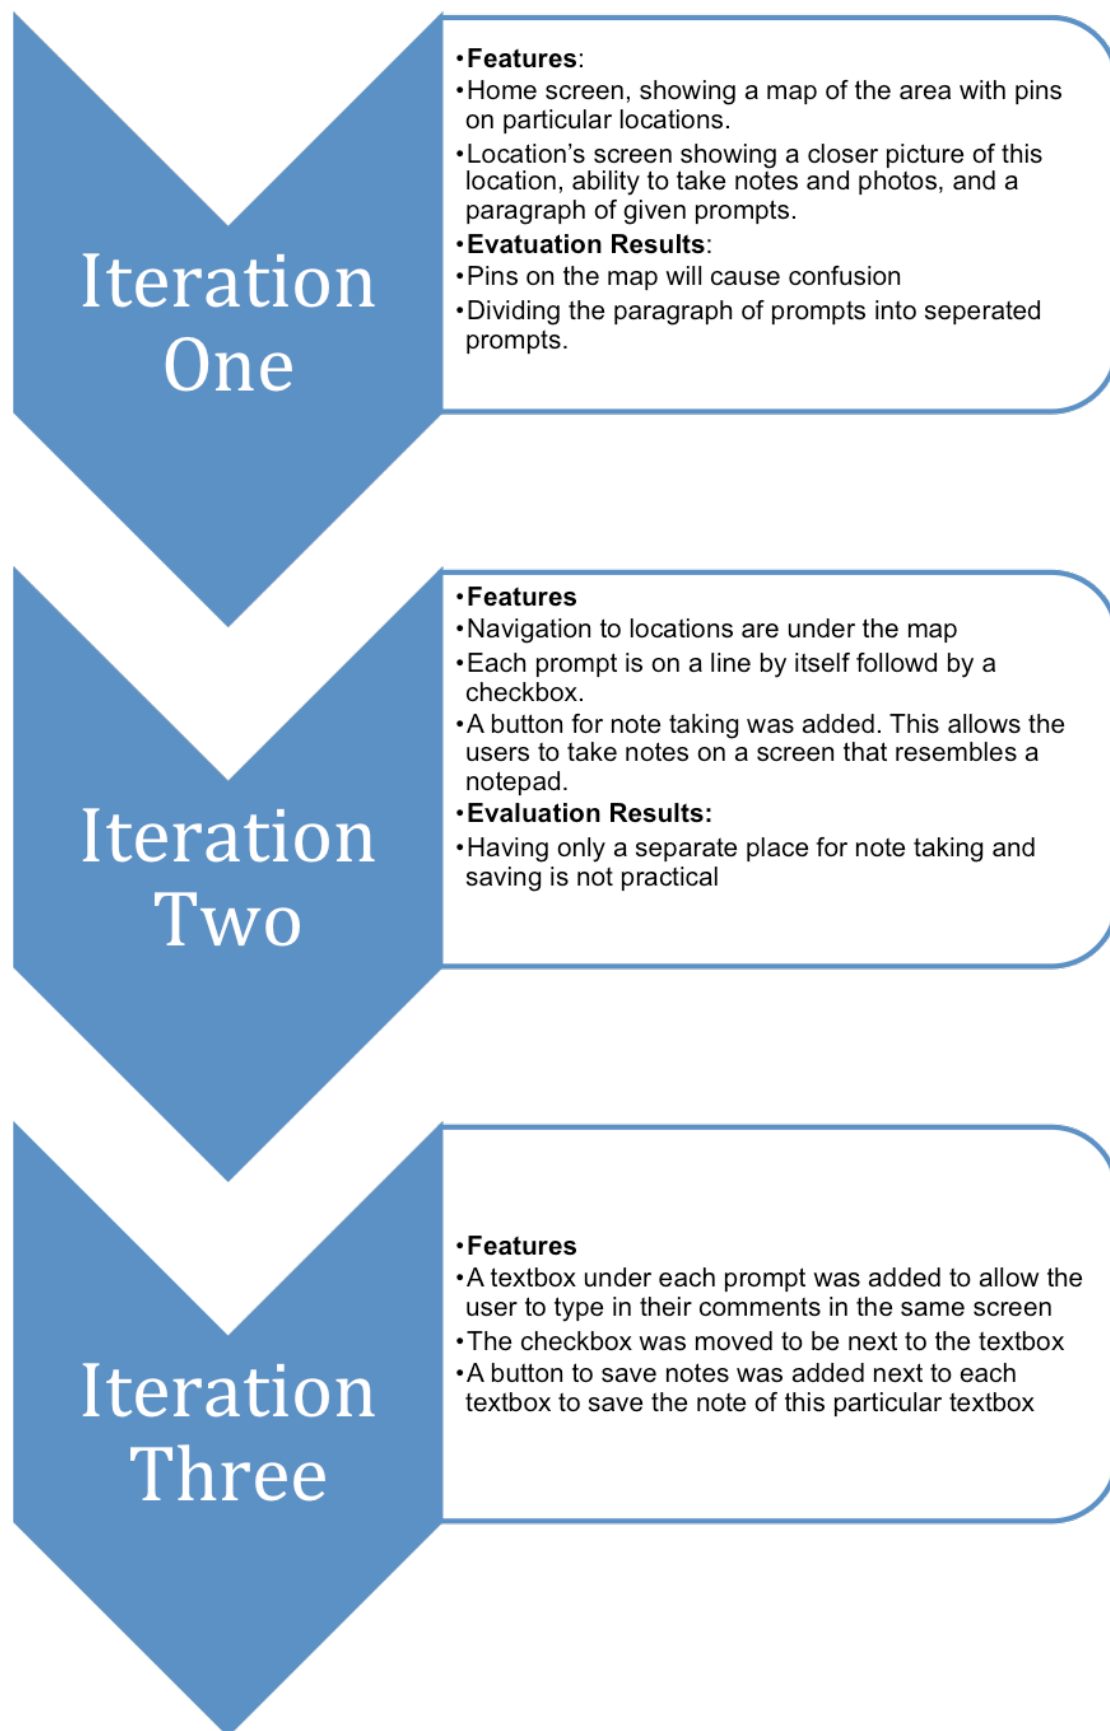 Iteration
One
•Features:
•Home screen, showing a map of the area with pins
on particular locations.
•Location's screen showing a closer picture of this
location, ability to take notes and photos, and a
paragraph of given prompts.
•Evatuation Results:
•Pins on the map will cause confusion
•Dividing the paragraph of prompts into seperated
prompts.
Iteration
Two
•Features
•Navigation to locations are under the map
•Each prompt is on a line by itself followd by a
checkbox.
•A button for note taking was added. This allows the
users to take notes on a screen that resembles a
notepad.
•Evaluation Results:
•Having only a separate place for note taking and
saving is not practical
Iteration
Three
•Features
•A textbox under each prompt was added to allow the
user to type in their comments in the same screen
•The checkbox was moved to be next to the textbox
•A button to save notes was added next to each
textbox to save the note of this particular textbox